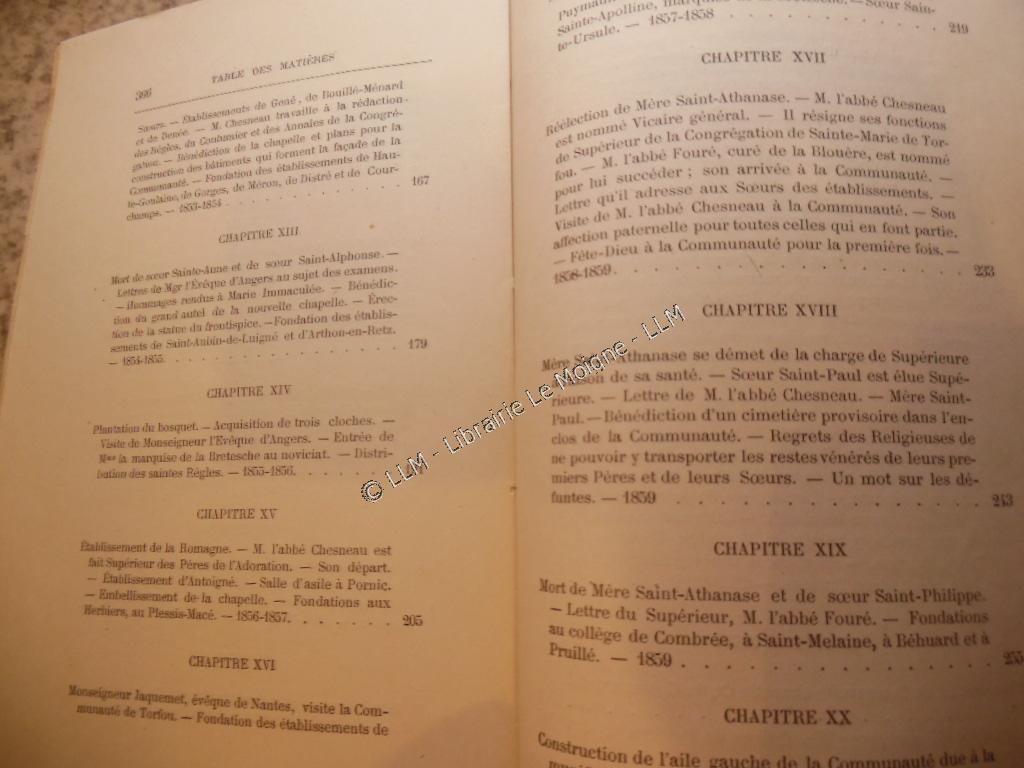 366
TABLE DES MATIÈRES
Sœurs. — Établissements de Gené, de Bouillé-Ménard
et de Denée. — M. Chesneau travaille à la rédaction
des Règles, du Coutumier et des Annales de la Congré-
gation. — Bénédiction de la chapelle et plans pour la
construction des bâtiments qui forment la façade de la
Communauté. — Fondation des établissements de Hau-
te-Goulaine, de Gorges, de Méron, de Distré et de Cour-
champs. — 1853-1854 . . . . . . . . . . 167
CHAPITRE XIII
Mort de sœur Sainte-Anne et de sœur Saint-Alphonse. —
Lettres de Mgr l'Évêque d'Angers au sujet des examens.
— Hommages rendus à Marie Immaculée. — Bénédic-
tion du grand autel de la nouvelle chapelle. — Érec-
tion de la statue du frontispice. — Fondation des établis-
sements de Saint-Aubin-de-Luigné et d'Arthon-en-Retz.
— 1854-1855. . . . . . . . . . . . . . 179
CHAPITRE XIV
Plantation du bosquet. — Acquisition de trois cloches. —
Visite de Monseigneur l'Évêque d'Angers. — Entrée de
Mme la marquise de la Bretesche au noviciat. — Distri-
bution des saintes Règles. — 1855-1856. . . . . .
CHAPITRE XV
Établissement de la Romagne. — M. l'abbé Chesneau est
fait Supérieur des Pères de l'Adoration. — Son départ.
— Établissement d'Antoigné. — Salle d'asile à Pornic.
— Embellissement de la chapelle. — Fondations aux
Herbiers, au Plessis-Macé. — 1856-1857. . . . . . . 205
CHAPITRE XVI
Monseigneur Jaquemet, évêque de Nantes, visite la Com-
munauté de Torfou. — Fondation des établissements de
Sainte-Apolline, marquise de la Bretesche. — Sœur Sain-
te-Ursule. — 1857-1858 . . . . . . . . . . 219
CHAPITRE XVII
Réélection de Mère Saint-Athanase. — M. l'abbé Chesneau
est nommé Vicaire général. — Il résigne ses fonctions
de Supérieur de la Congrégation de Sainte-Marie de Tor-
fou. — M. l'abbé Fouré, curé de la Blouère, est nommé
pour lui succéder ; son arrivée à la Communauté. —
Lettre qu'il adresse aux Sœurs des établissements. —
Visite de M. l'abbé Chesneau à la Communauté. — Son
affection paternelle pour toutes celles qui en font partie.
— Fête-Dieu à la Communauté pour la première fois. —
1858-1859. . . . . . . . . . . . . . . 233
CHAPITRE XVIII
Mère Saint-Athanase se démet de la charge de Supérieure
raison de sa santé. — Sœur Saint-Paul est élue Supé-
rieure. — Lettre de M. l'abbé Chesneau. — Mère Saint-
Paul. — Bénédiction d'un cimetière provisoire dans l'en-
clos de la Communauté. — Regrets des Religieuses de
ne pouvoir y transporter les restes vénérés de leurs pre-
miers Pères et de leurs Sœurs. — Un mot sur les dé-
funtes. — 1859 . . . . . . . . . . . . . 243
CHAPITRE XIX
Mort de Mère Saint-Athanase et de sœur Saint-Philippe.
— Lettre du Supérieur, M. l'abbé Fouré. — Fondations
au collège de Combrée, à Saint-Melaine, à Béhuard et à
Pruillé. — 1859 . . . . . . . . . . . . . 255
CHAPITRE XX
Construction de l'aile gauche de la Communauté due à la
© LLM - Librairie Le Moigne - LLM